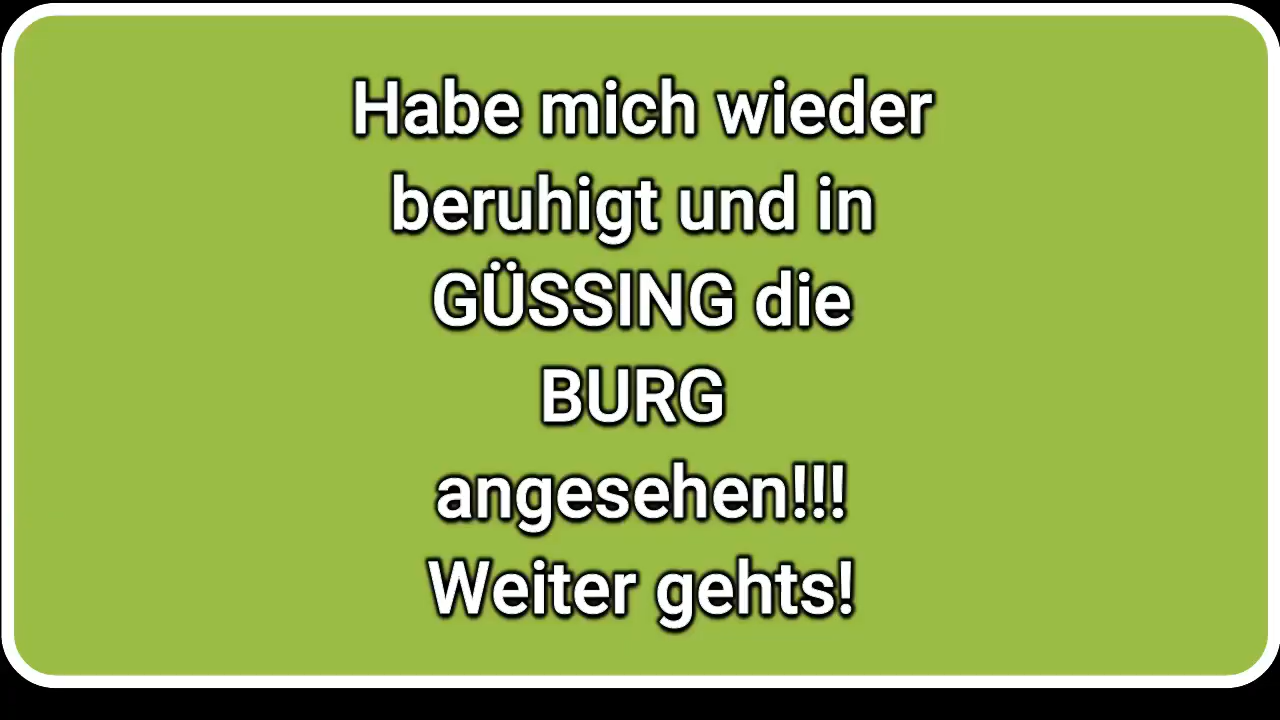 Habe mich wieder
beruhigt und in
GÜSSING die
BURG
angesehen!!!
Weiter gehts!